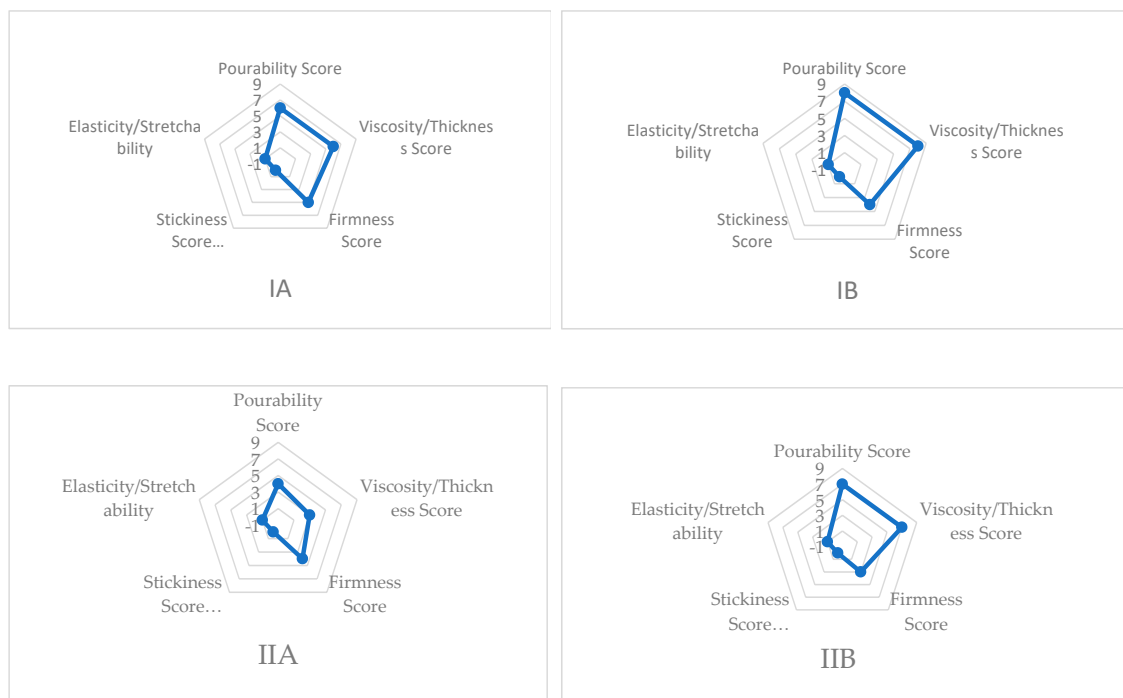 Pourability Score
9
7
5
3
1
-1
Viscosity/Thicknes
s Score
Firmness
Score
Stickiness
Score…
Elasticity/Stretcha
bility
IA
Pourability Score
9
7
5
3
1
-1
Viscosity/Thicknes
s Score
Firmness
Score
Stickiness
Score
Elasticity/Stretcha
bility
IB
Pourability
Score
9
7
5
3
1
-1
Viscosity/Thickn
ess Score
Firmness
Score
Stickiness
Score…
Elasticity/Stretch
ability
IIA
Pourability Score
9
7
5
3
1
-1
Viscosity/Thickn
ess Score
Firmness
Score
Stickiness
Score…
Elasticity/Stretch
ability
IIB